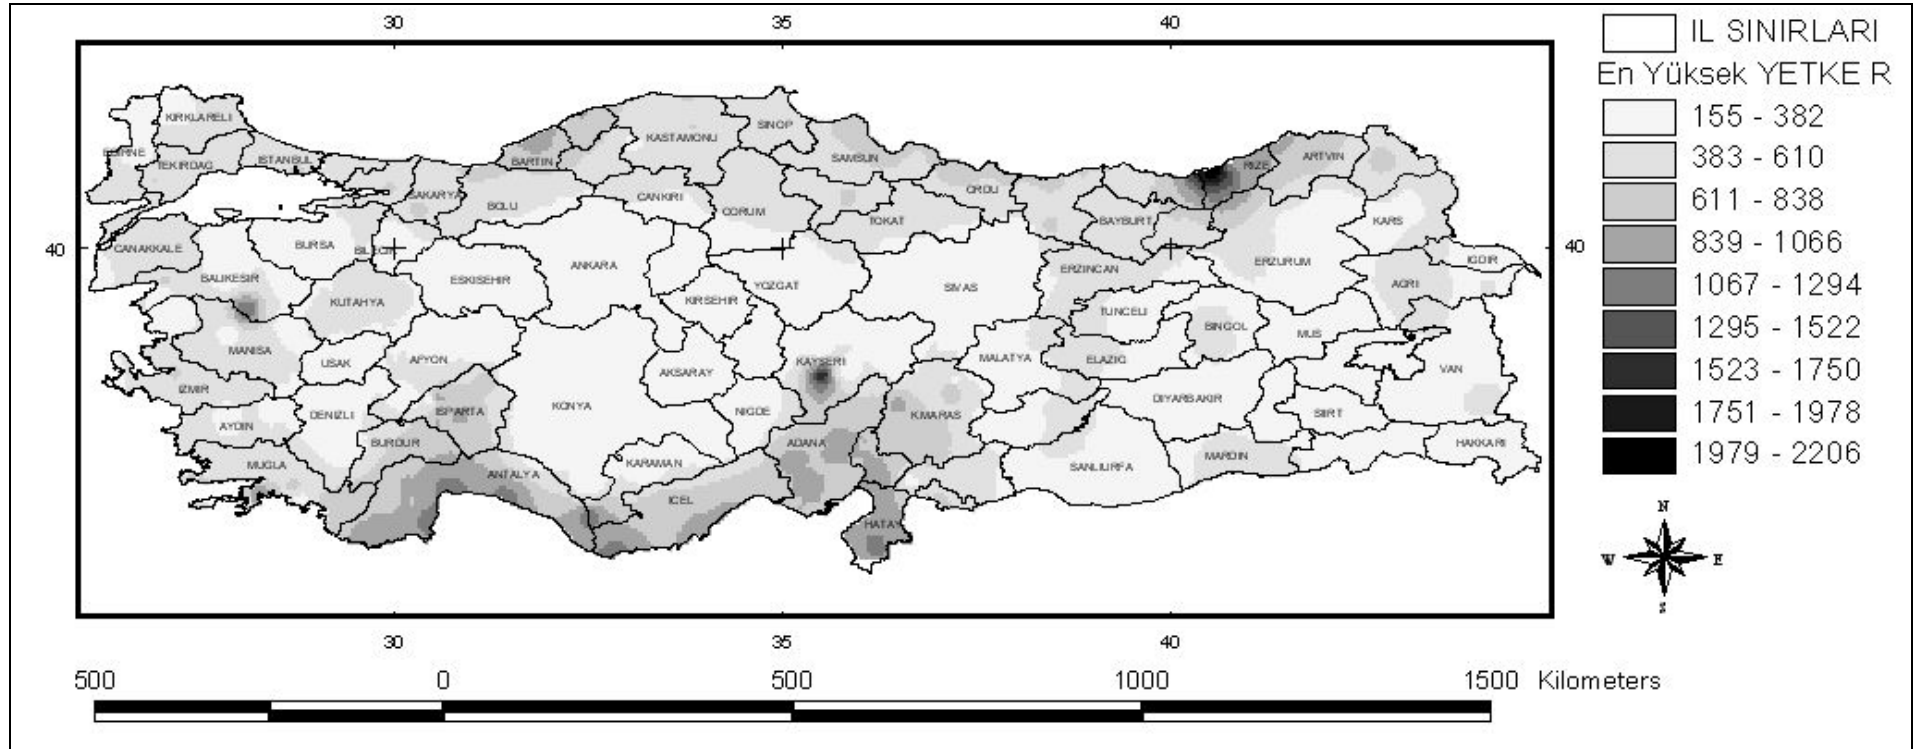 30 35 40
IL SINIRLARI
En Yüksek YETKE R
155 - 382
383 - 610
611 - 838
839 - 1066
1067 - 1294
1295 - 1522
1523 - 1750
1751 - 1978
1979 - 2206
N
W E
S
KIRKLARELI
EDIRNE
TEKIRDAG
ISTANBUL
SAKARYA
BOLU
BARTIN
KASTAMONU
SINOP
CANKIRI
CORUM
SAMSUN
TOKAT
ORDU
BAYBURT
RIZE
ARTVIN
KARS
40
40
CANAKKALE
BURSA
BALIKESIR
KUTAHYA
ESKISEHIR
ANKARA
KIRSEHIR
YOZGAT
SIVAS
ERZINCAN
ERZURUM
AGRI
IGDIR
TUNCELI
BINGOL
MUS
MANISA
USAK
AFYON
AKSARAY
KAYSERI
MALATYA
ELAZIG
VAN
IZMIR
AYDIN
DENIZLI
ISPARTA
KONYA
NIGDE
K.MARAS
DIYARBAKIR
SIIRT
MUGLA
BURDUR
ANTALYA
KARAMAN
ICEL
ADANA
HATAY
SANLIURFA
MARDIN
HAKKARI
30 35 40
500 0 500 1000 1500 Kilometers